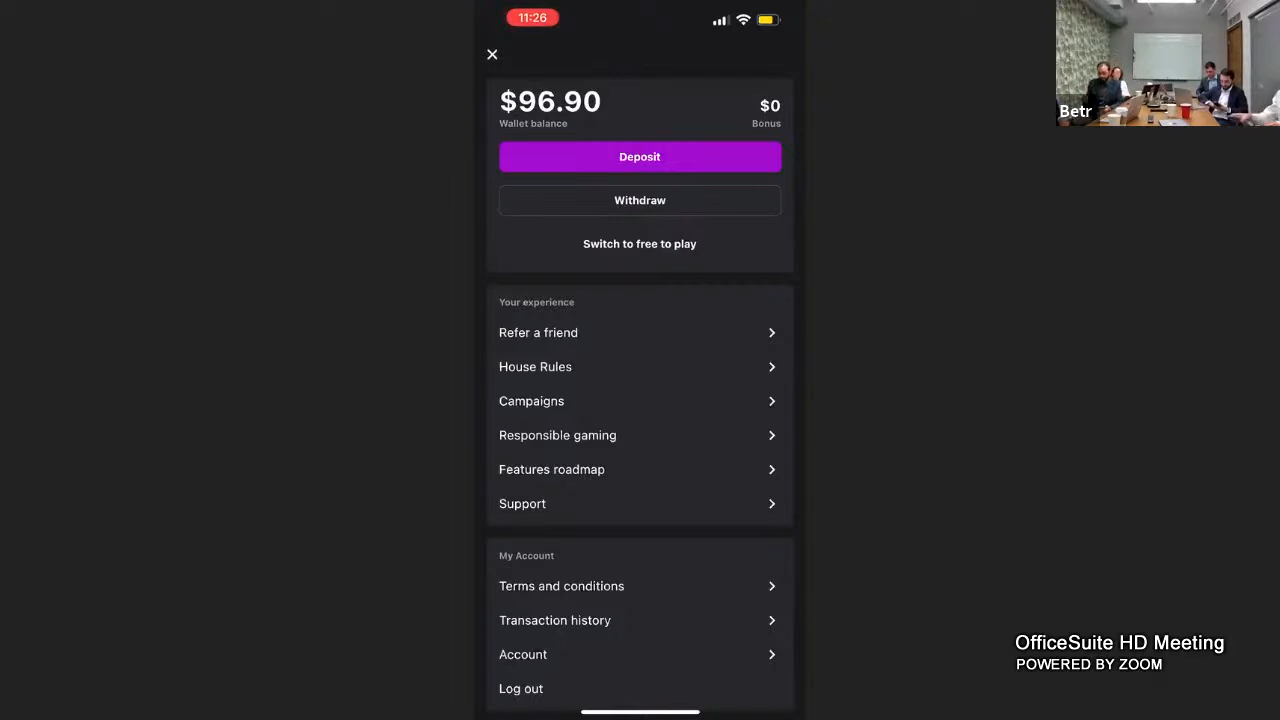 11:26
$96.90
$0
Wallet balance
Bonus
Deposit
Withdraw
Switch to free to play
Your experience
Refer a friend
House Rules
Campaigns
Responsible gaming
Features roadmap
Support
My Account
Terms and conditions
Transaction history
Account
Log out
Betr
OfficeSuite HD Meeting
POWERED BY ZOOM